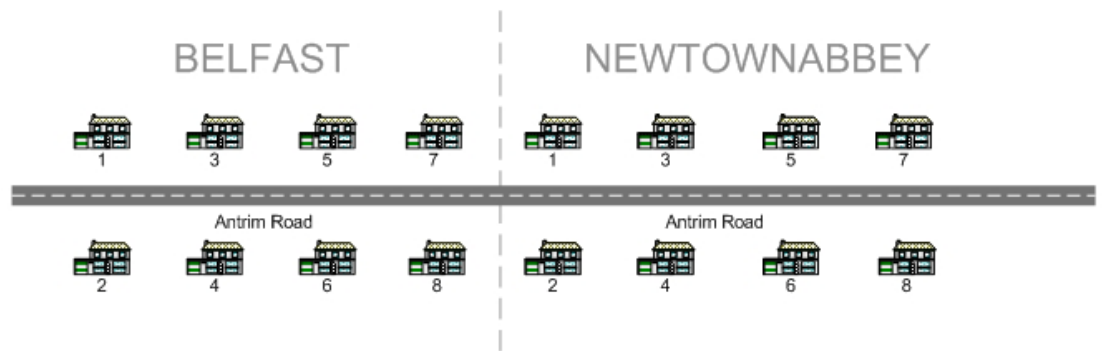 BELFAST NEWTOWNABBEY
1 3 5 7 1 3 5 7
Antrim Road Antrim Road
2 4 6 8 2 4 6 8